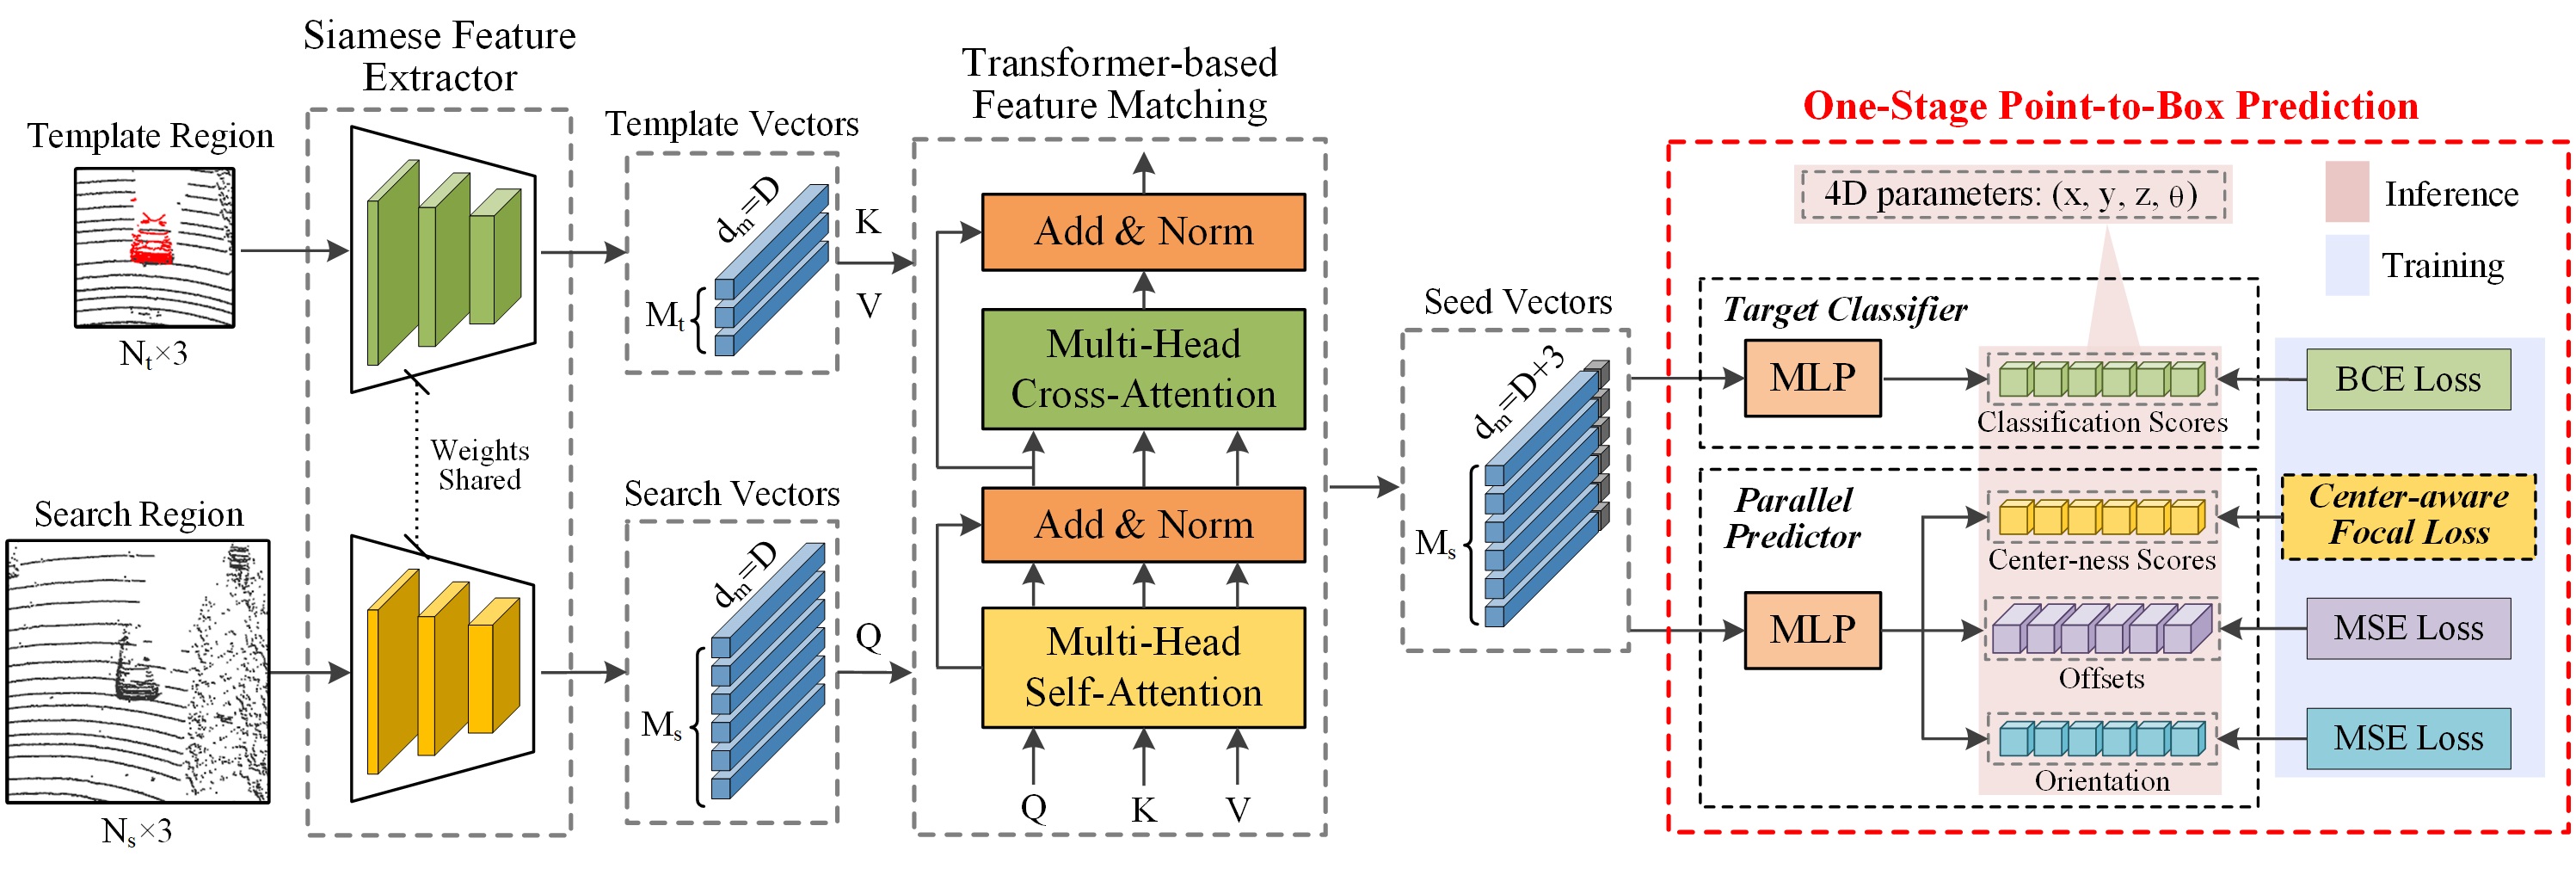 Siamese Feature
Extractor
Template Region
N_t×3
Search Region
N_s×3
Weights
Shared
Template Vectors
d_m=D
M_t
K
V
Search Vectors
d_m=D
M_s
Q
Transformer-based
Feature Matching
Add & Norm
Multi-Head
Cross-Attention
Add & Norm
Multi-Head
Self-Attention
Q
K
V
Seed Vectors
d_m=D+3
M_s
One-Stage Point-to-Box Prediction
4D parameters: (x, y, z, θ)
Inference
Training
Target Classifier
MLP
Classification Scores
BCE Loss
Parallel
Predictor
MLP
Center-ness Scores
Center-aware
Focal Loss
Offsets
MSE Loss
Orientation
MSE Loss